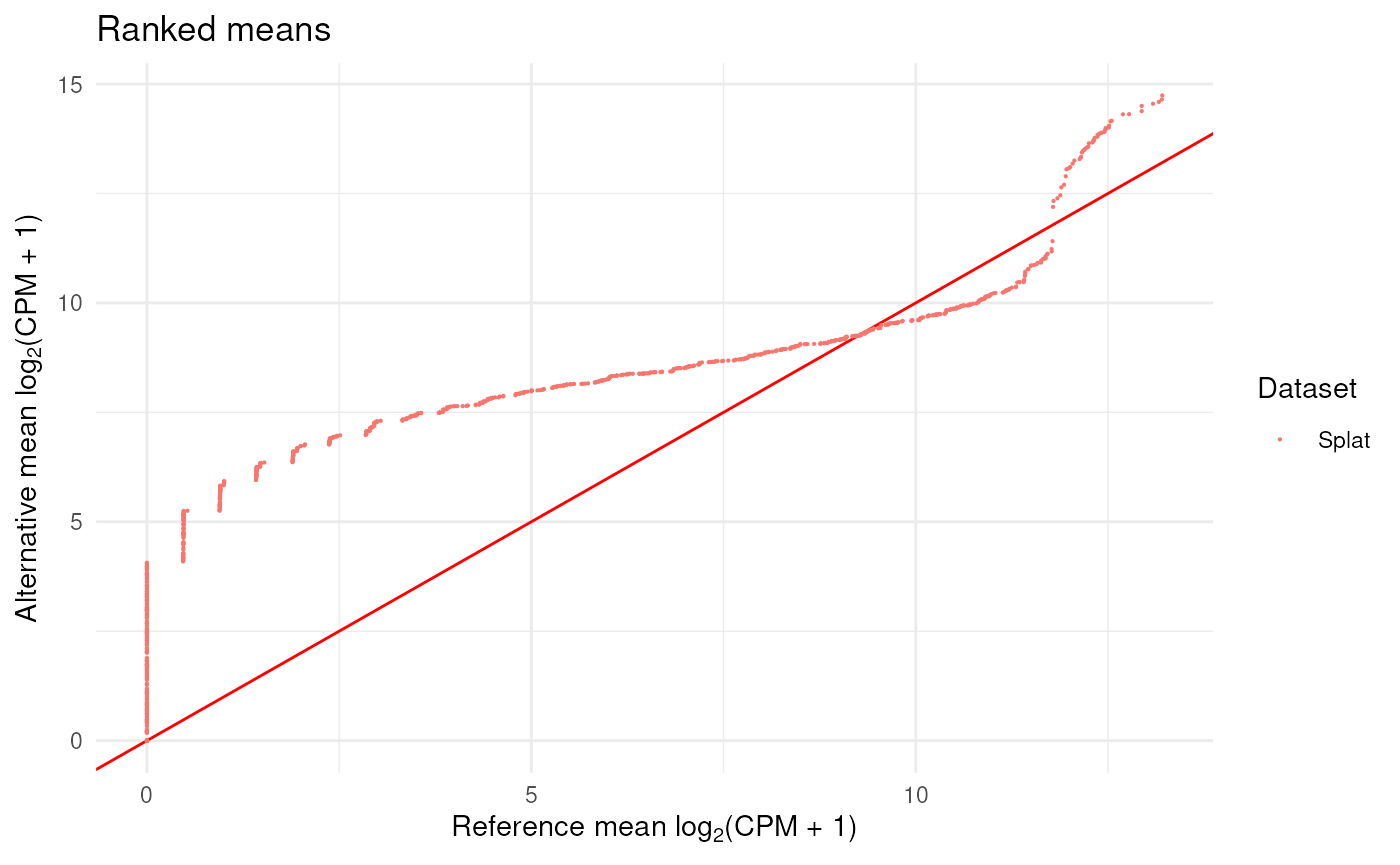 Ranked means
15
10
5
0
Alternative mean log₂(CPM + 1)
0
5
10
Reference mean log₂(CPM + 1)
Dataset
Splat